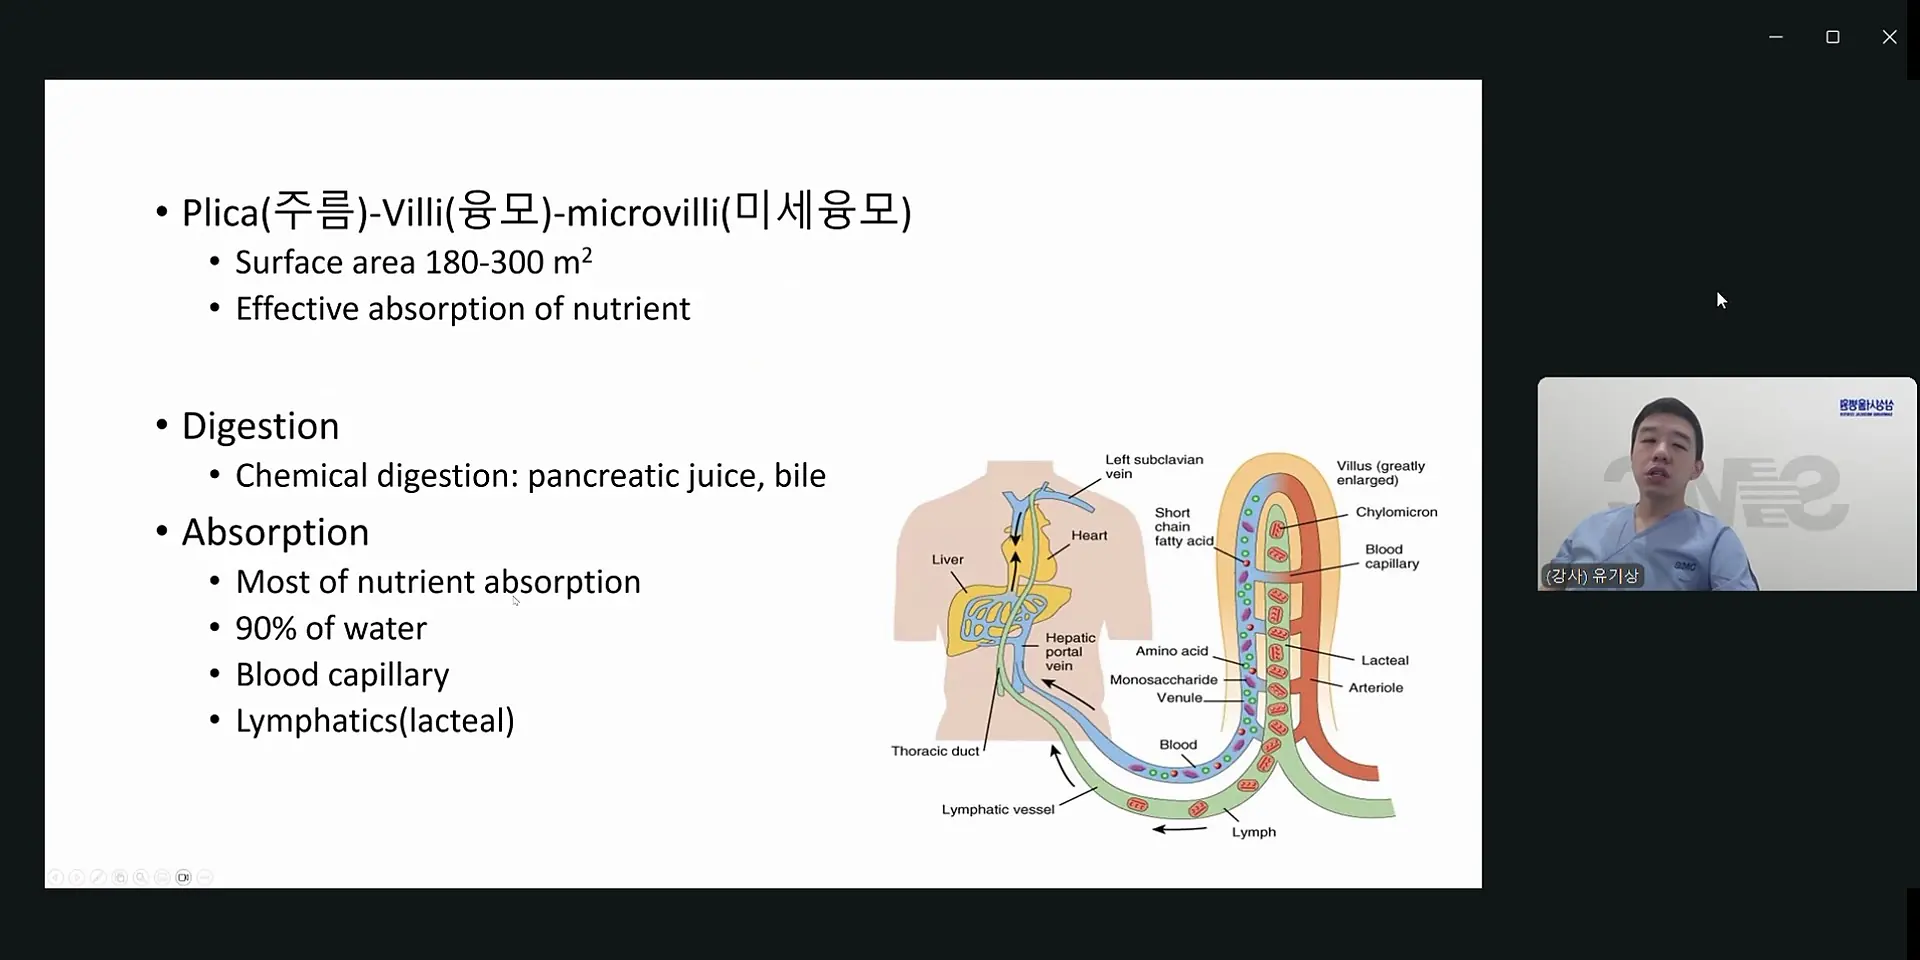 • Plica(주름)-Villi(융모)-microvilli(미세융모)
• Surface area 180-300 m²
• Effective absorption of nutrient
• Digestion
• Chemical digestion: pancreatic juice, bile
• Absorption
• Most of nutrient absorption
• 90% of water
• Blood capillary
• Lymphatics(lacteal)
Left subclavian
vein
Heart
Liver
Hepatic
portal
vein
Thoracic duct
Lymphatic vessel
Villus (greatly
enlarged)
Short
chain
fatty acid
Chylomicron
Blood
capillary
Amino acid
Monosaccharide
Venule
Lacteal
Arteriole
Blood
Lymph
(강사) 유기상